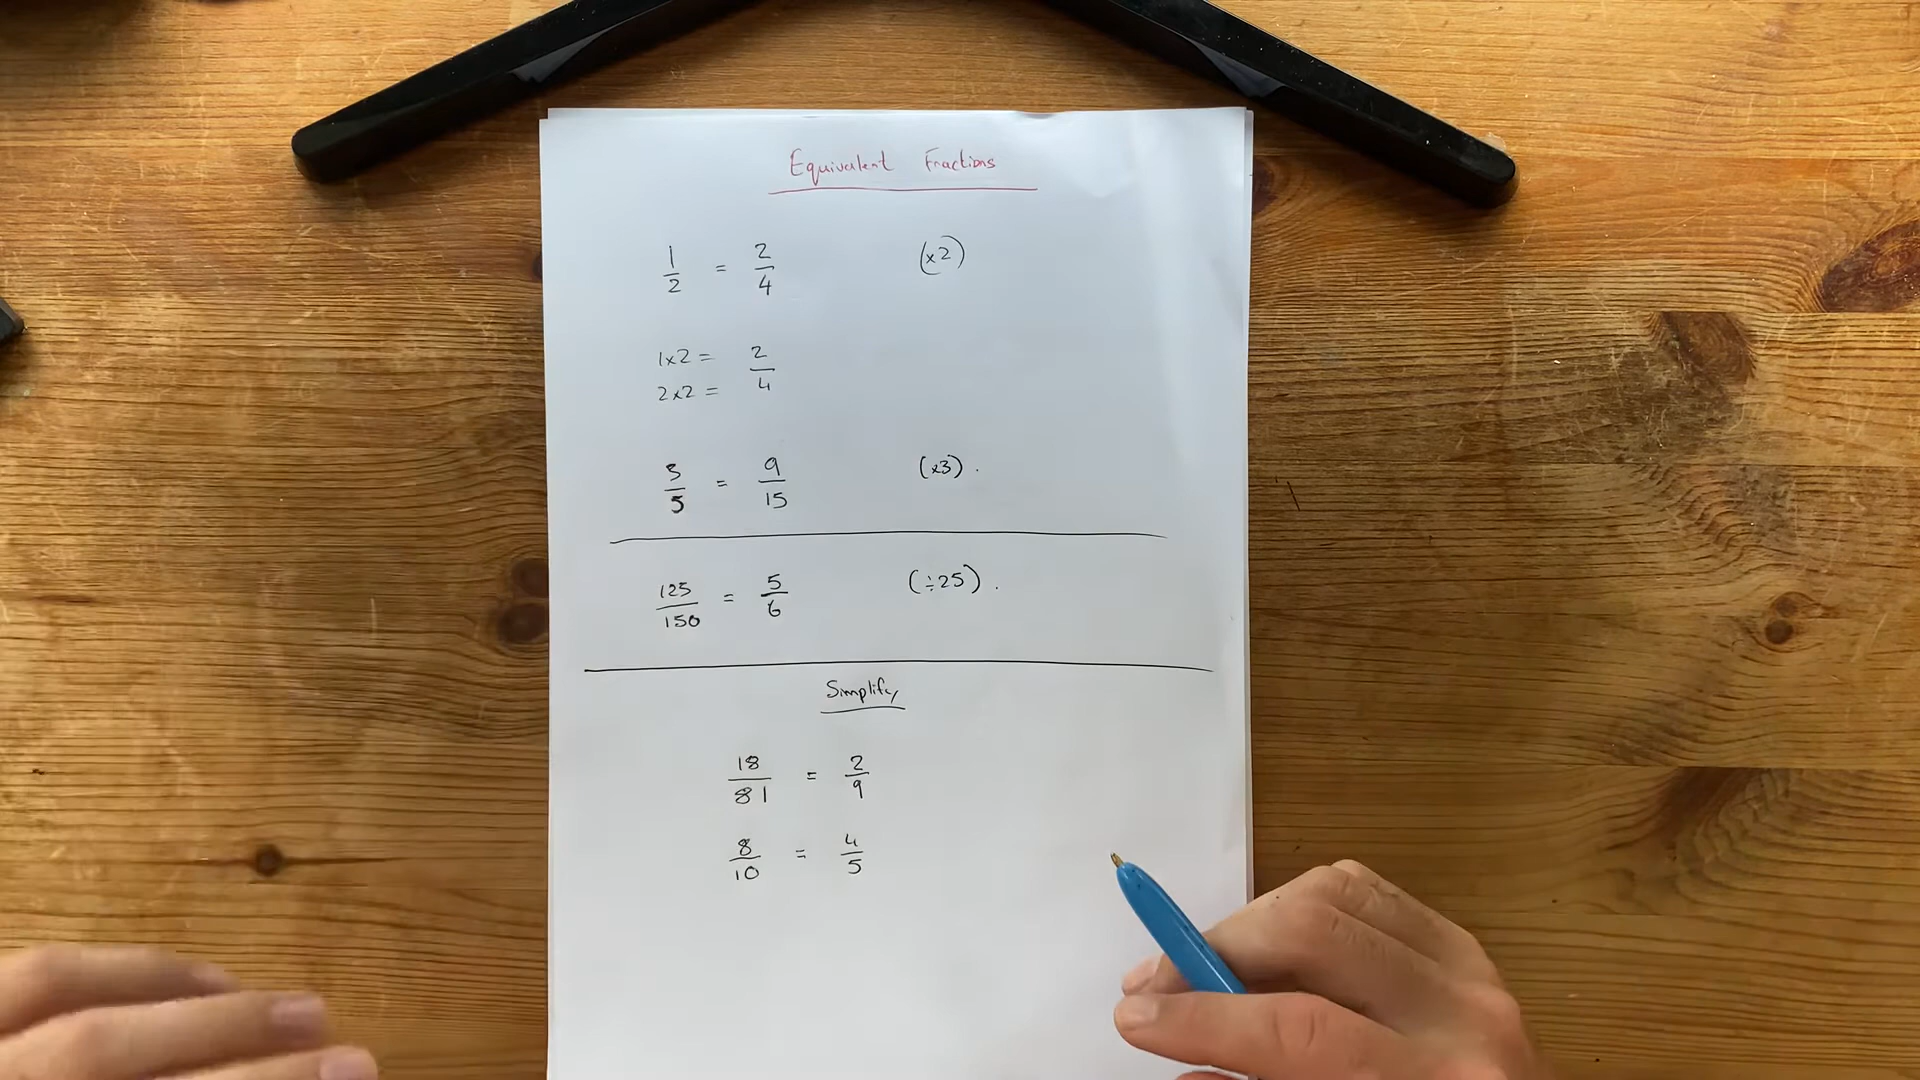 Equivalent Fractions
1/2 = 2/4 (x2)
1x2 = 2
2x2 = 4
3/5 = 9/15 (x3).
125/150 = 5/6 (÷25).
Simplify
18/81 = 2/9
8/10 = 4/5